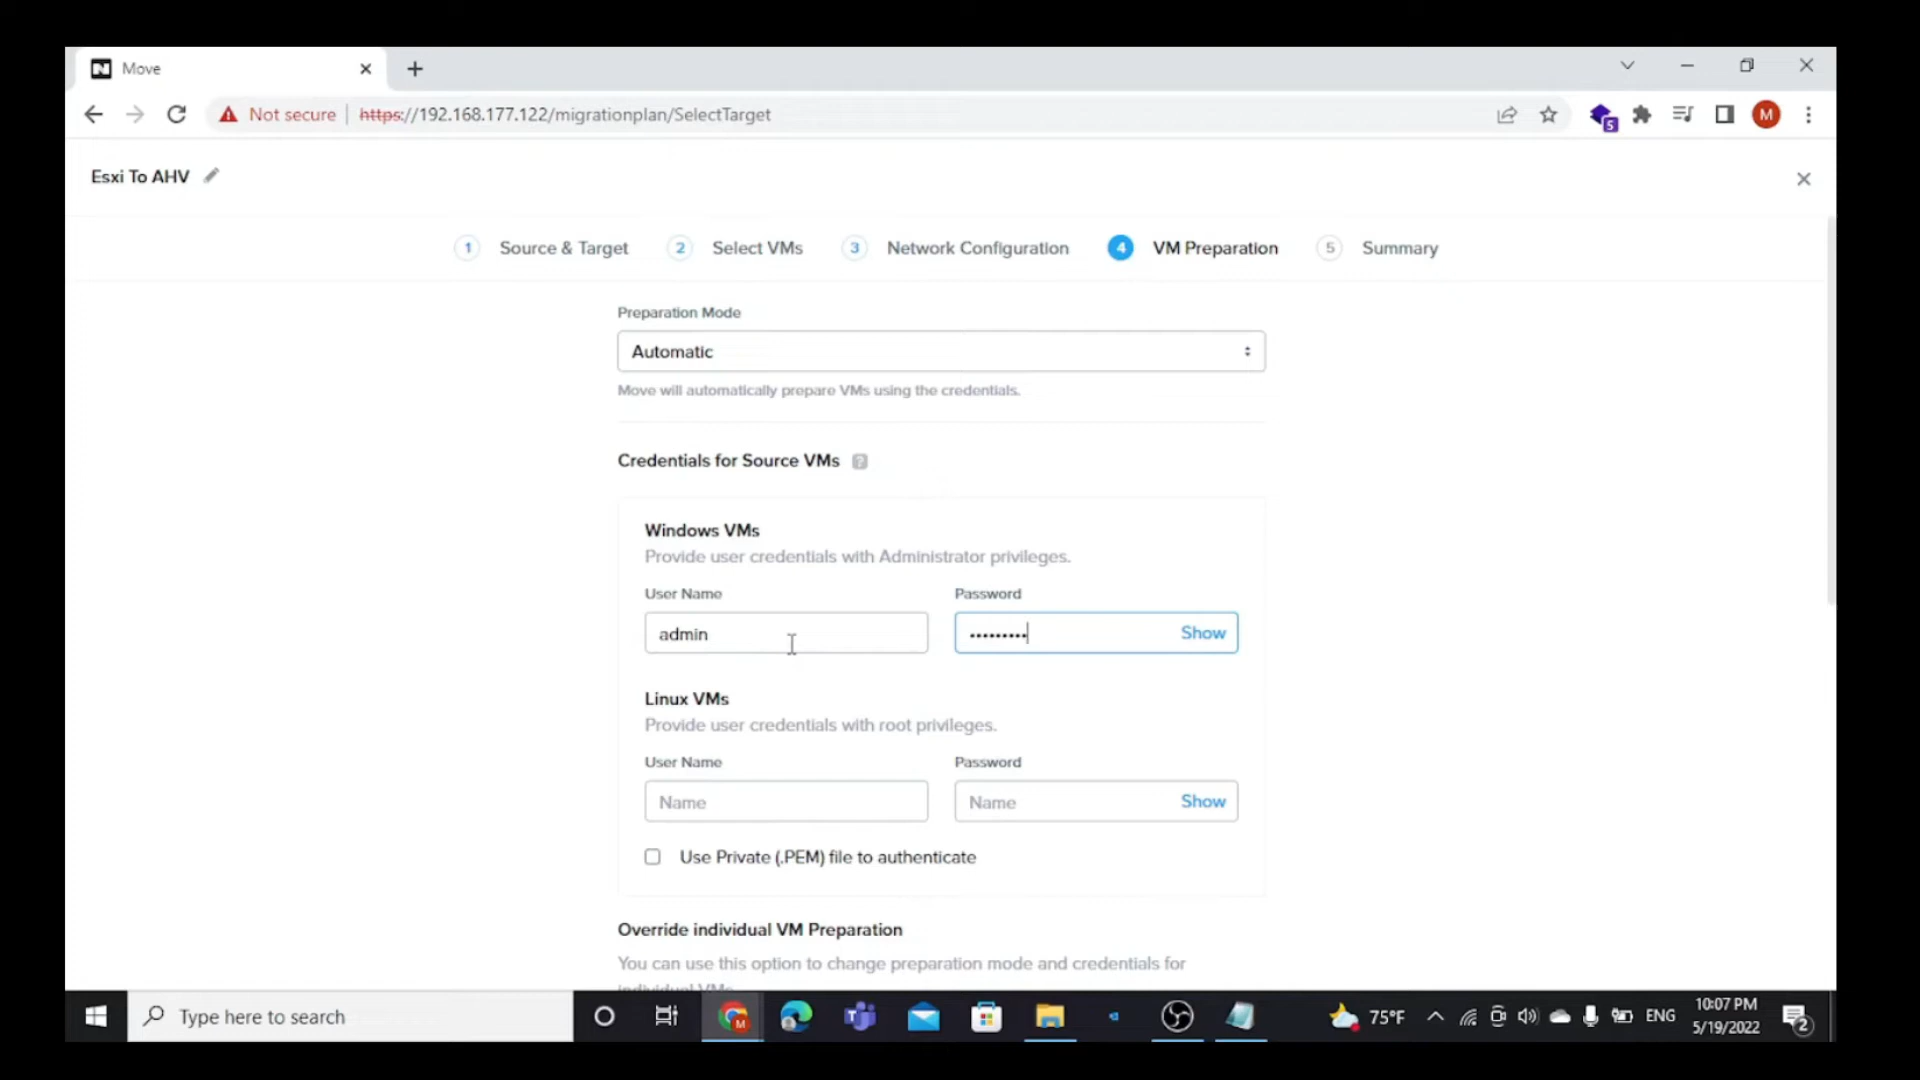 Move
Not secure | https://192.168.177.122/migrationplan/SelectTarget
5
M
Esxi To AHV
1 Source & Target 2 Select VMs 3 Network Configuration 4 VM Preparation 5 Summary
Preparation Mode
Automatic
Move will automatically prepare VMs using the credentials.
Credentials for Source VMs ?
Windows VMs
Provide user credentials with Administrator privileges.
User Name Password
admin ••••••••• Show
Linux VMs
Provide user credentials with root privileges.
User Name Password
Name Name Show
Use Private (.PEM) file to authenticate
Override individual VM Preparation
You can use this option to change preparation mode and credentials for
individual VMs.
Type here to search
75°F ENG 10:07 PM
5/19/2022
2